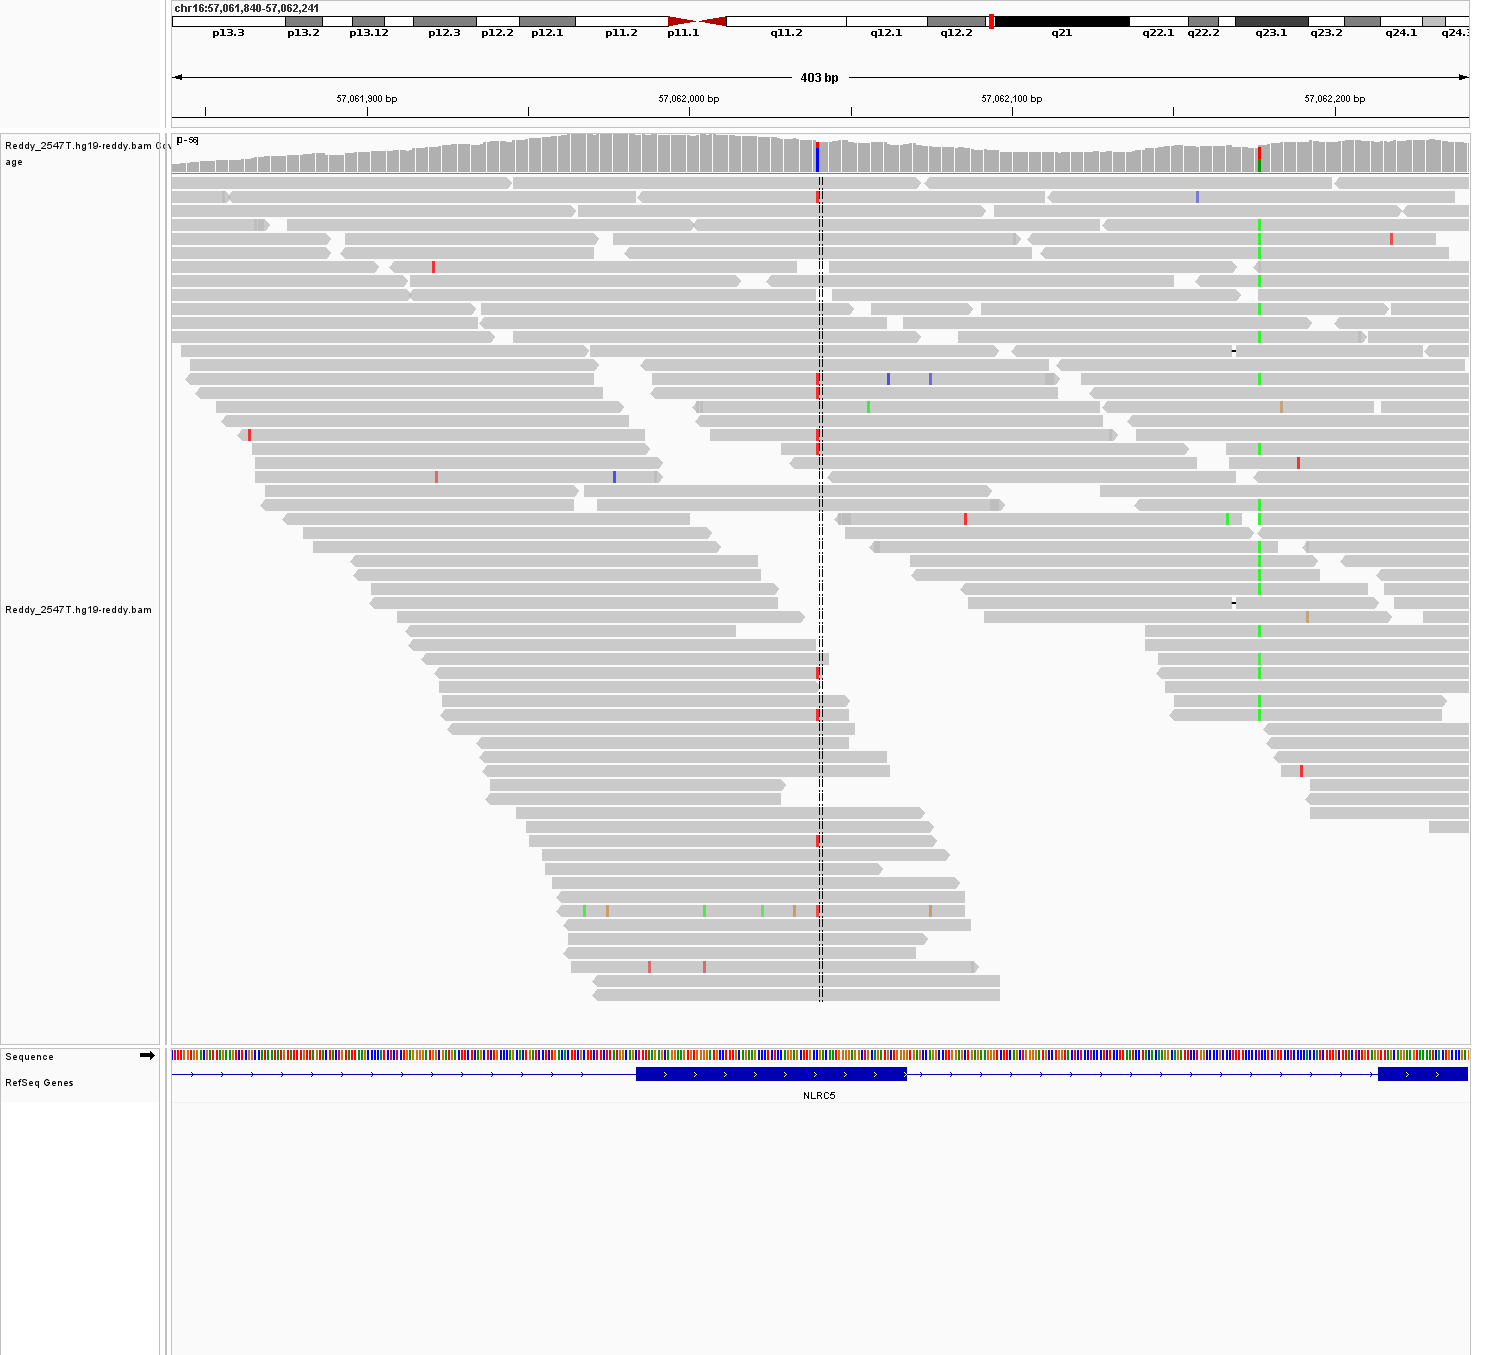 chr16:57,061,840-57,062,241
p13.3 p13.2 p13.12 p12.3 p12.2 p12.1 p11.2 p11.1 q11.2 q12.1 q12.2 q21 q22.1 q22.2 q23.1 q23.2 q24.1 q24.3
403 bp
57,061,900 bp 57,062,000 bp 57,062,100 bp 57,062,200 bp
Reddy_2547T.hg19-reddy.bam Cov
age
[0-56]
Reddy_2547T.hg19-reddy.bam
Sequence
RefSeq Genes
NLRC5